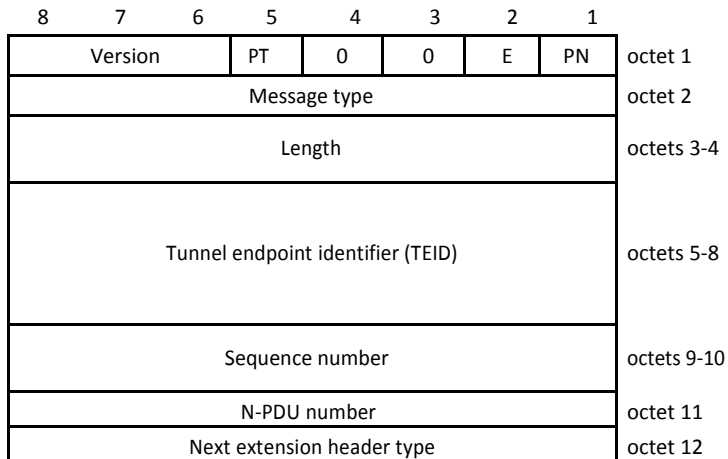 8 7 6 5 4 3 2 1
Version PT 0 0 E PN octet 1
Message type octet 2
Length octets 3-4
Tunnel endpoint identifier (TEID) octets 5-8
Sequence number octets 9-10
N-PDU number octet 11
Next extension header type octet 12